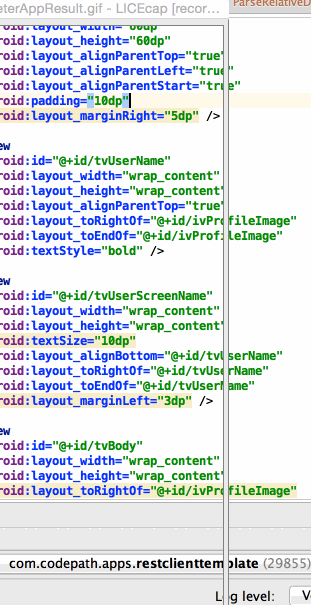 eterAppResult.gif - LICEcap [recor
ParseRelativeD
roid:layout_width="60dp"
roid:layout_height="60dp"
roid:layout_alignParentTop="true"
roid:layout_alignParentLeft="true"
roid:layout_alignParentStart="true"
roid:padding="10dp"
roid:layout_marginRight="5dp" />
ew
roid:id="@+id/tvUserName"
roid:layout_width="wrap_content"
roid:layout_height="wrap_content"
roid:layout_alignParentTop="true"
roid:layout_toRightOf="@+id/ivProfileImage"
roid:layout_toEndOf="@+id/ivProfileImage"
roid:textStyle="bold" />
ew
roid:id="@+id/tvUserScreenName"
roid:layout_width="wrap_content"
roid:layout_height="wrap_content"
roid:textSize="10dp"
roid:layout_alignBottom="@+id/tvUserName"
roid:layout_toRightOf="@+id/tvUserName"
roid:layout_toEndOf="@+id/tvUserName"
roid:layout_marginLeft="3dp" />
ew
roid:id="@+id/tvBody"
roid:layout_width="wrap_content"
roid:layout_height="wrap_content"
roid:layout_toRightOf="@+id/ivProfileImage"
com.codepath.apps.restclienttemplate (29855)
Log level: V